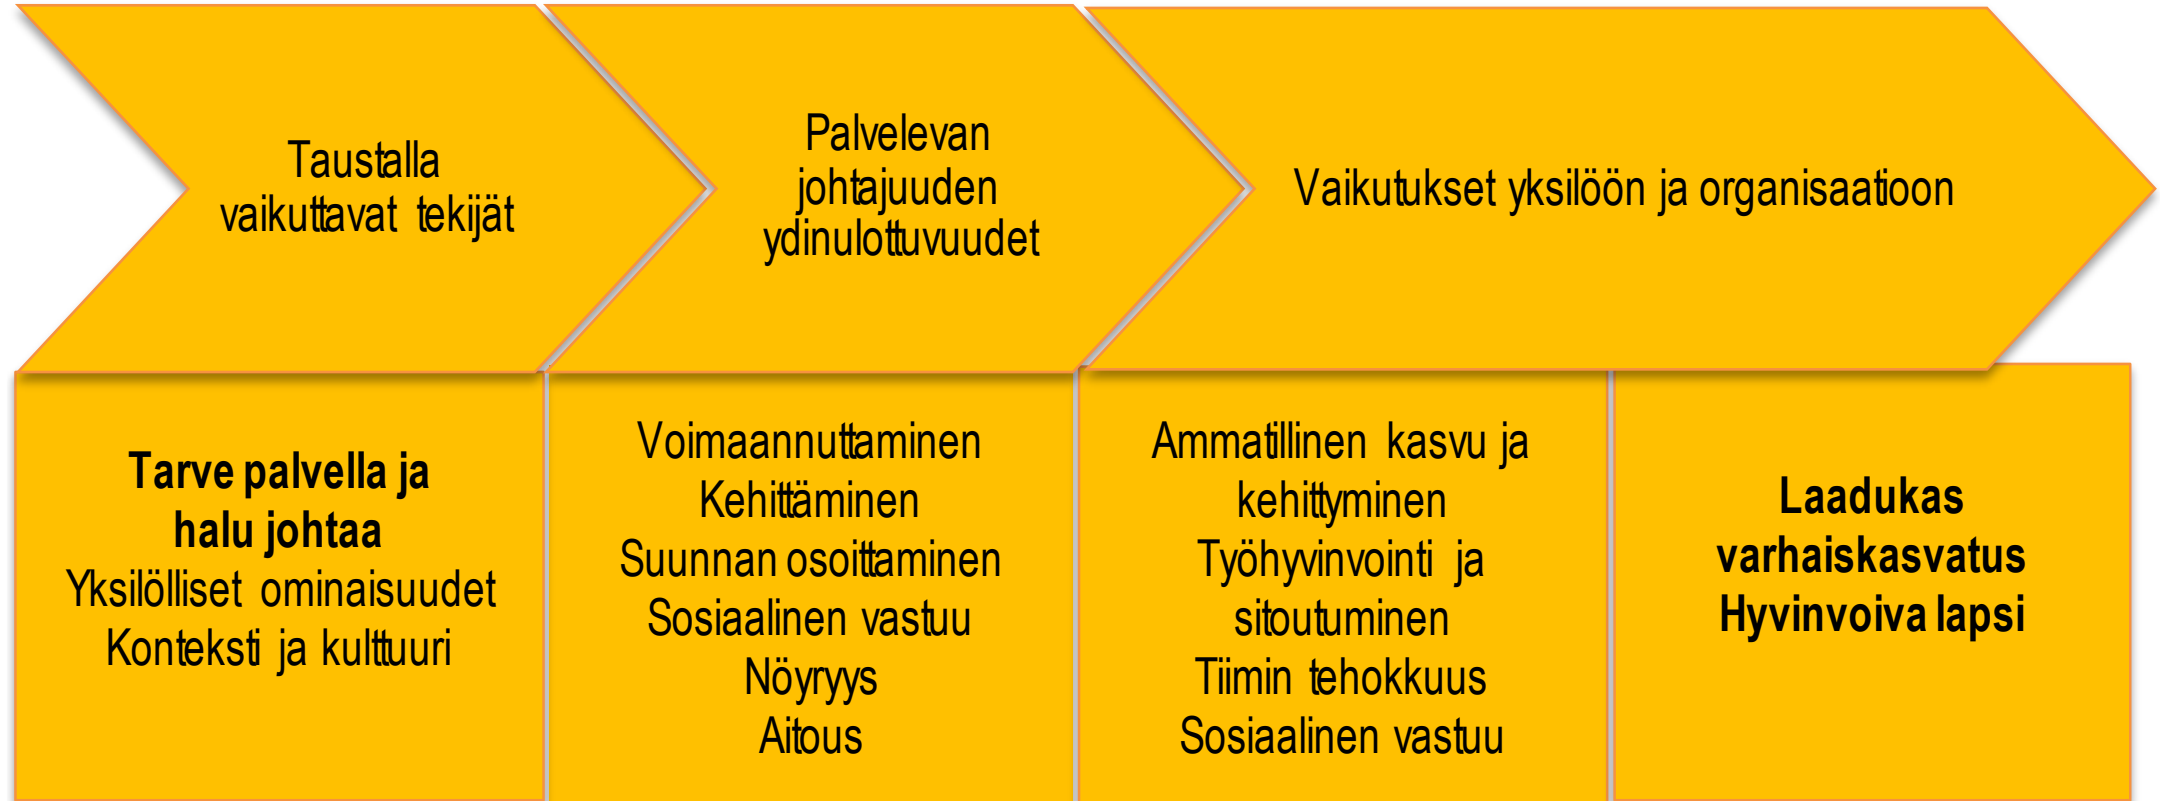 Taustalla
vaikuttavat tekijät
Palvelevan
johtajuuden
ydinulottuvuudet
Vaikutukset yksilöön ja organisaatioon
Tarve palvella ja
halu johtaa
Yksilölliset ominaisuudet
Konteksti ja kulttuuri
Voimaannuttaminen
Kehittäminen
Suunnan osoittaminen
Sosiaalinen vastuu
Nöyryys
Aitous
Ammatillinen kasvu ja
kehittyminen
Työhyvinvointi ja
sitoutuminen
Tiimin tehokkuus
Sosiaalinen vastuu
Laadukas
varhaiskasvatus
Hyvinvoiva lapsi